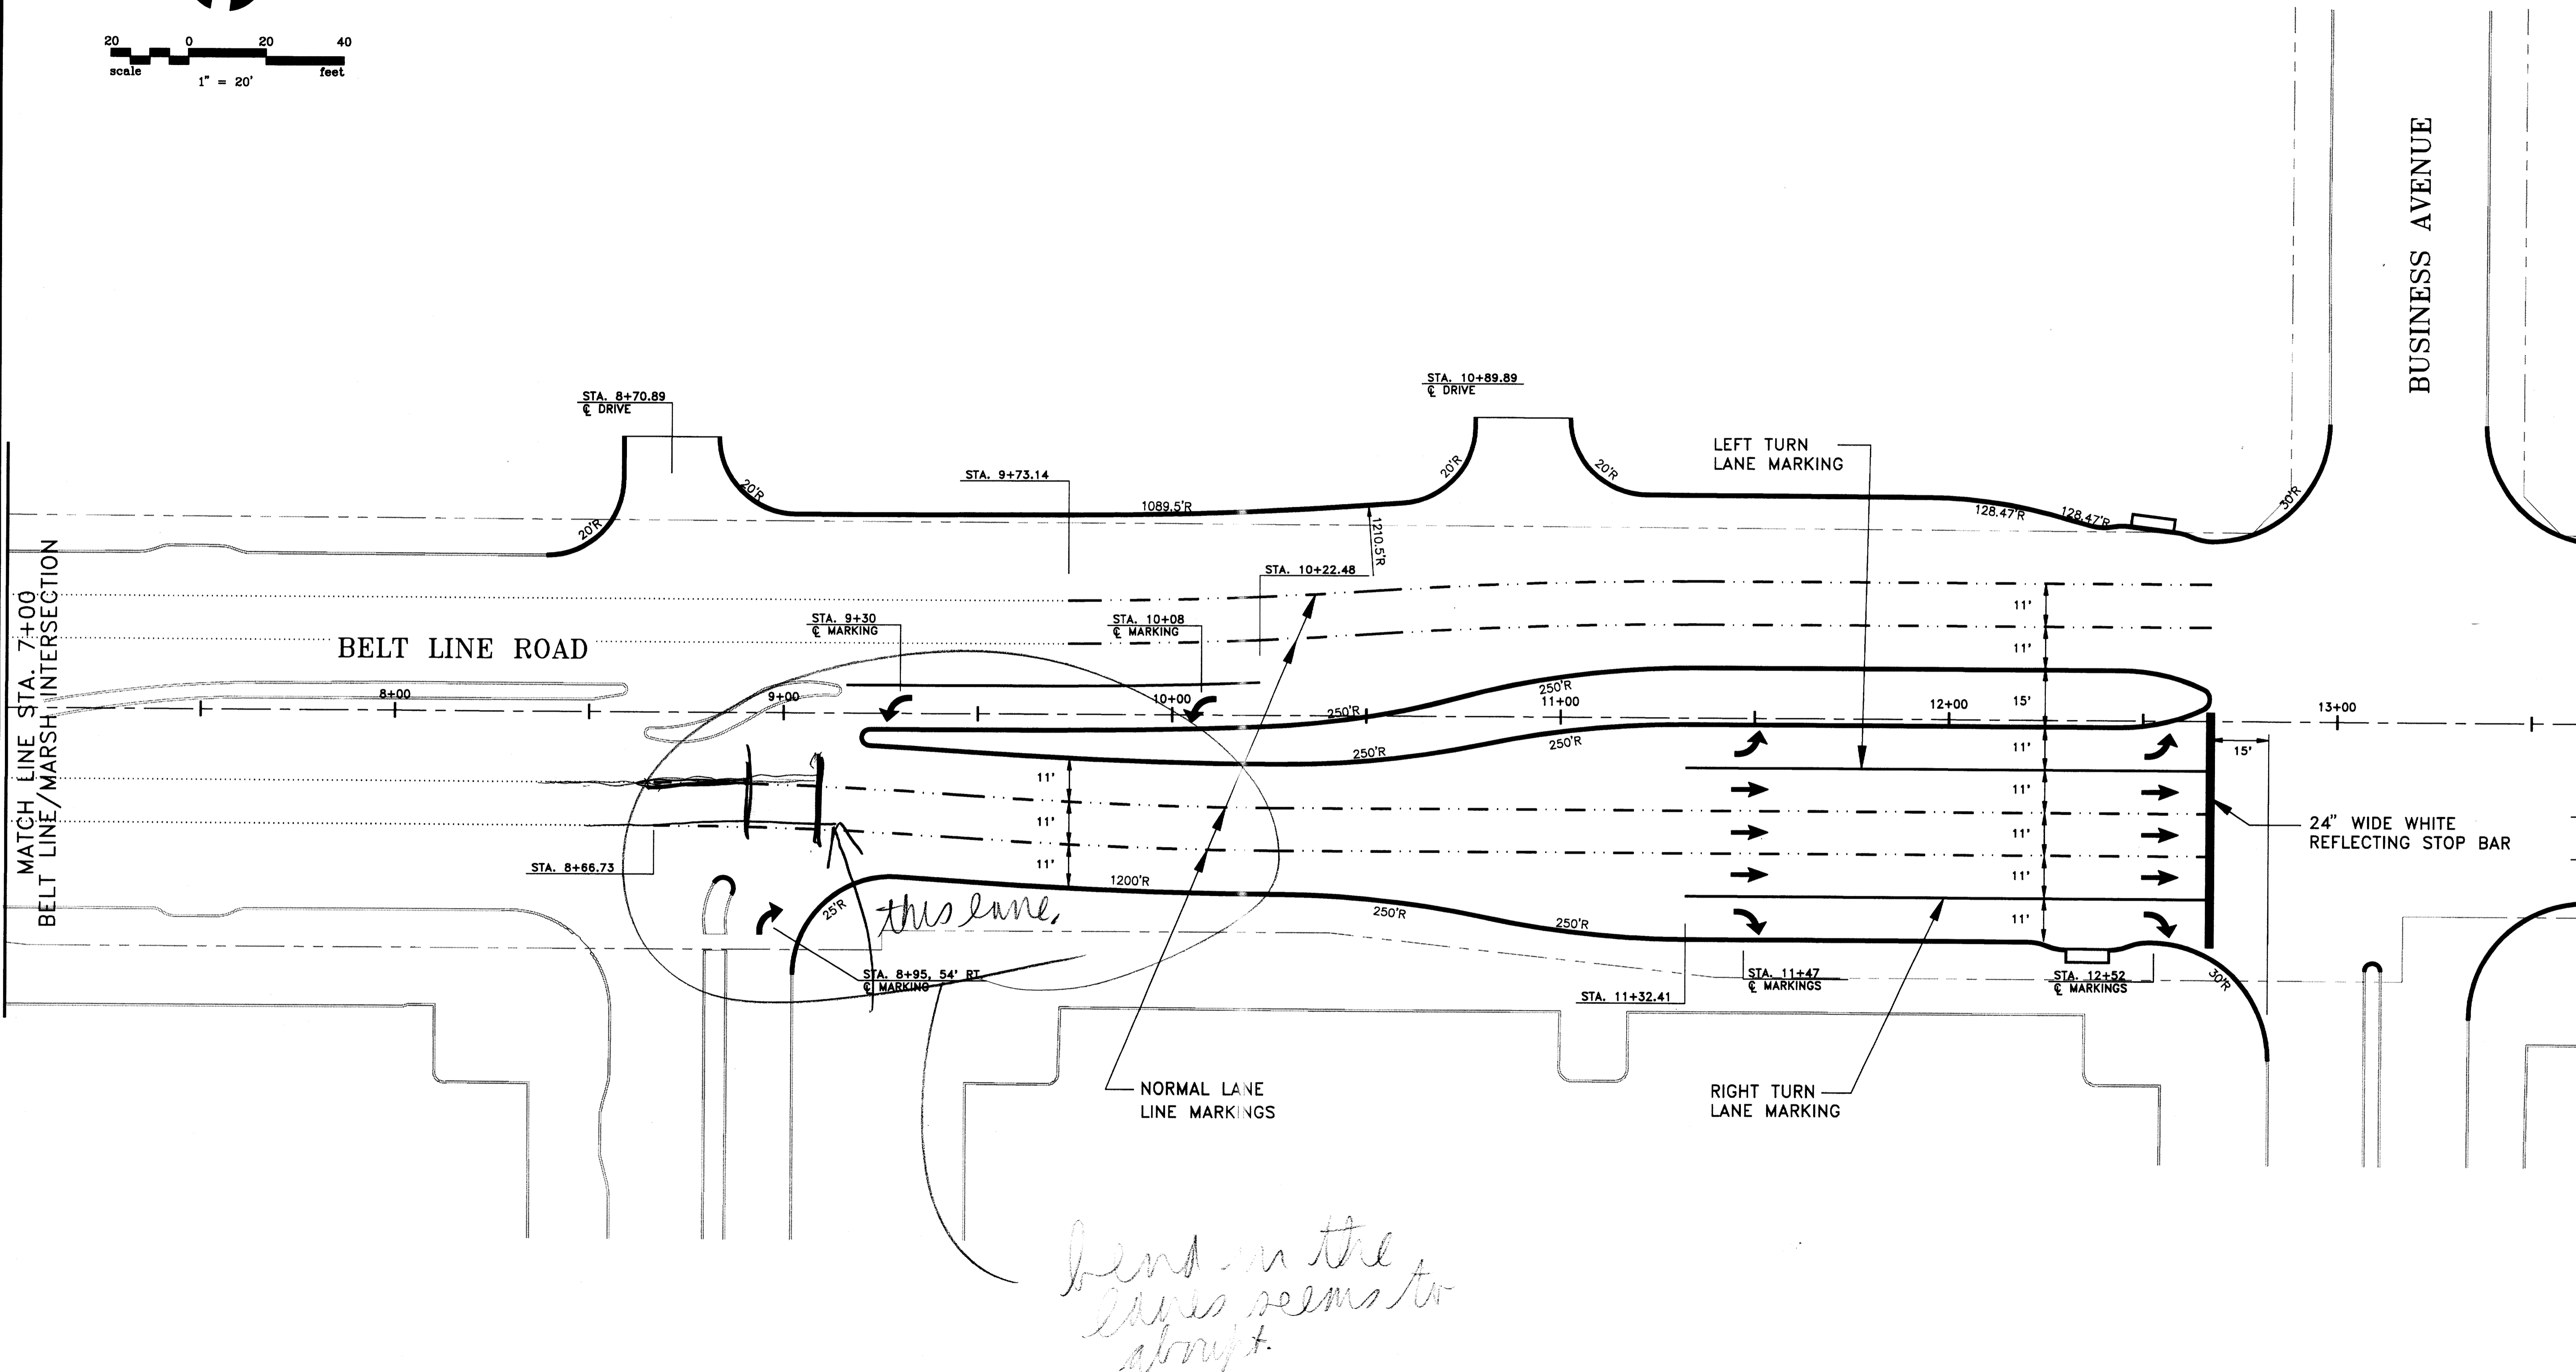 20 0 20 40
scale feet
1" = 20'
BUSINESS AVENUE
STA. 10+89.89
℄ DRIVE
STA. 8+70.89
℄ DRIVE
LEFT TURN
LANE MARKING
20'R
20'R
20'R
20'R
30'R
STA. 9+73.14
1089.5'R
128.47'R
128.47'R
1210.5'R
STA. 10+22.48
MATCH LINE STA. 7+00
BELT LINE/MARSH INTERSECTION
BELT LINE ROAD
STA. 9+30
℄ MARKING
STA. 10+08
℄ MARKING
11'
11'
15'
8+00
9+00
10+00
11+00
12+00
13+00
250'R
250'R
250'R
250'R
11'
11'
11'
11'
11'
11'
11'
11'
15'
24" WIDE WHITE
REFLECTING STOP BAR
STA. 8+66.73
1200'R
25'R
this lane.
250'R
250'R
STA. 8+95, 54' RT.
℄ MARKING
STA. 11+47
℄ MARKINGS
STA. 12+52
℄ MARKINGS
30'R
STA. 11+32.41
NORMAL LANE
LINE MARKINGS
RIGHT TURN
LANE MARKING
bend in the
lanes seems to
abrupt.